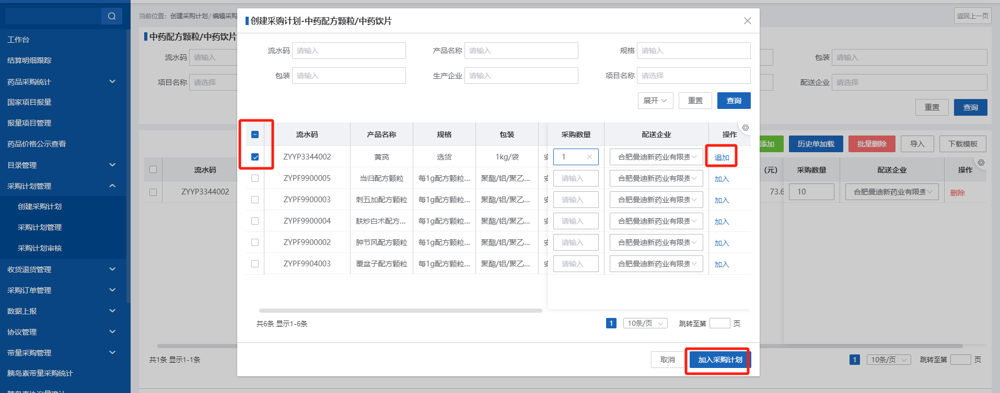 工作台
结算明细跟踪
药品采购统计
国家项目报量
报量项目管理
药品价格公示查看
目录管理
采购计划管理
创建采购计划
采购计划管理
采购计划审核
收货退货管理
采购订单管理
数据上报
协议管理
带量采购管理
胰岛素带量采购统计
当前位置: 创建采购计划/ 编辑采购
返回上一页
中药配方颗粒/中药饮片
流水码 请输入
包装 请输入
项目名称 请选择
配送企业 请选择
重置 查询
添加 历史单加载 批量删除 导入 下载模板
流水码 (元) 采购数量 配送企业 操作
ZYYP3344002 73.6 10 合肥曼迪新药业有限责 删除
共1条 显示1-1条
1 10条/页 跳转至第 页
创建采购计划-中药配方颗粒/中药饮片
流水码 请输入 产品名称 请输入 规格 请输入
包装 请输入 生产企业 请输入 项目名称 请选择
展开 重置 查询
流水码 产品名称 规格 包装 采购数量 配送企业 操作
ZYYP3344002 黄芪 选货 1kg/袋 安 1 合肥曼迪新药业有限责 追加
ZYPF9900005 当归配方颗粒 每1g配方颗粒... 聚酯/铝/聚乙... 安 请输入 合肥曼迪新药业有限责 加入
ZYPF9900003 刺五加配方颗粒 每1g配方颗粒... 聚酯/铝/聚乙... 安 请输入 合肥曼迪新药业有限责 加入
ZYPF9900004 麸炒白术配方... 每1g配方颗粒... 聚酯/铝/聚乙... 安 请输入 合肥曼迪新药业有限责 加入
ZYPF9900002 肿节风配方颗粒 每1g配方颗粒... 聚酯/铝/聚乙... 安 请输入 合肥曼迪新药业有限责 加入
ZYPF9904003 覆盆子配方颗粒 每1g配方颗粒... 聚酯/铝/聚乙... 安 请输入 合肥曼迪新药业有限责 加入
共6条 显示1-6条
1 10条/页 跳转至第 页
取消 加入采购计划